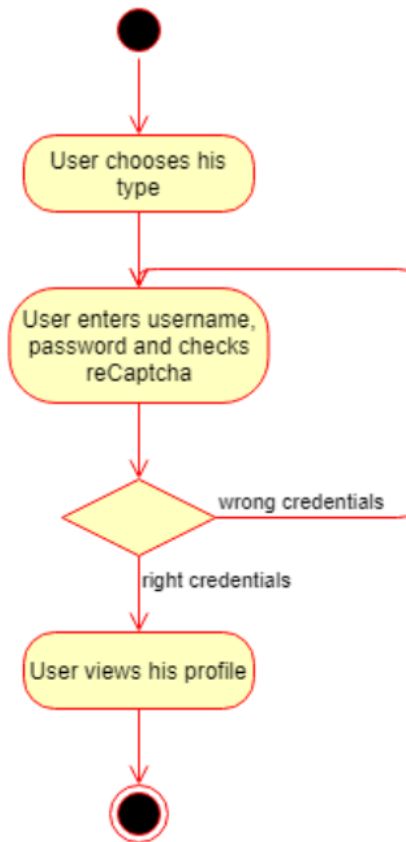 User chooses his
type
User enters username,
password and checks
reCaptcha
wrong credentials
right credentials
User views his profile